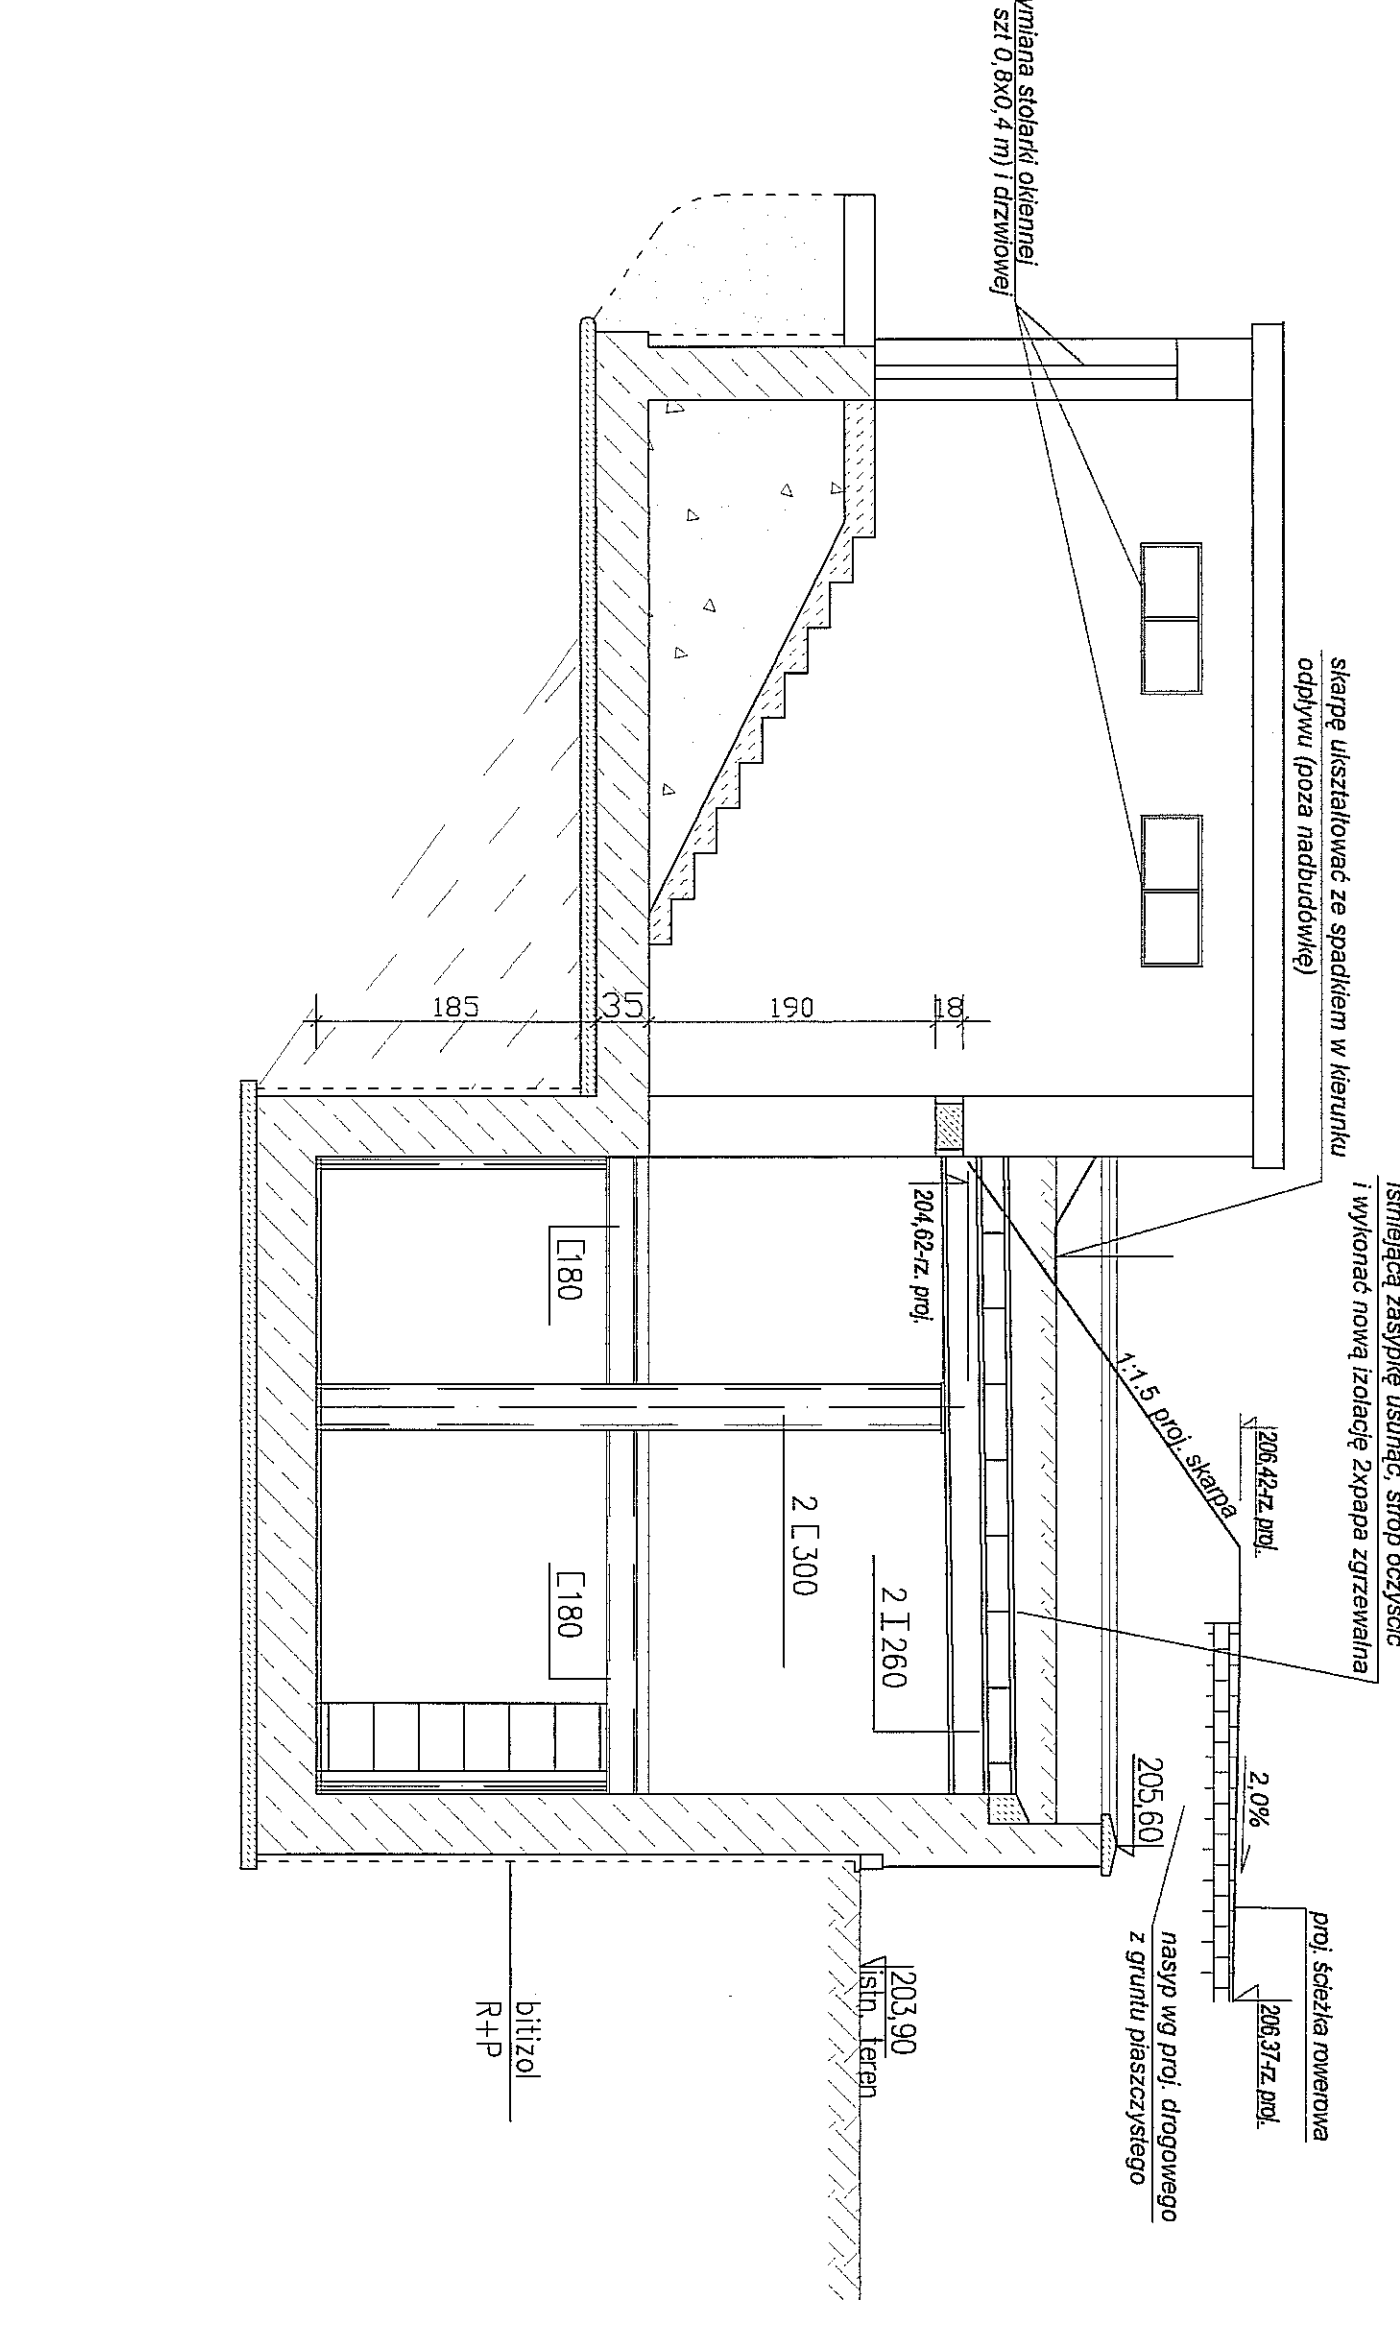 ymiana stolarki okiennej
szt 0,8x0,4 m) i drzwiowej
skarpę ukształtować ze spadkiem w kierunku
odpływu (poza nadbudówkę)
istniejącą zasypkę usunąć, strop oczyścić
i wykonać nową izolację 2xpapa zgrzewalna
185
35
190
18
204,62-rz. proj.
1:1.5 proj. skarpa
206,42-rz. proj.
[180
2 [300
[180
2 I 260
2,0%
205,60
proj. ścieżka rowerowa
206,37-rz. proj.
nasyp wg proj. drogowego
z gruntu piaszczystego
203,90
istn. teren
bitizol
R+P